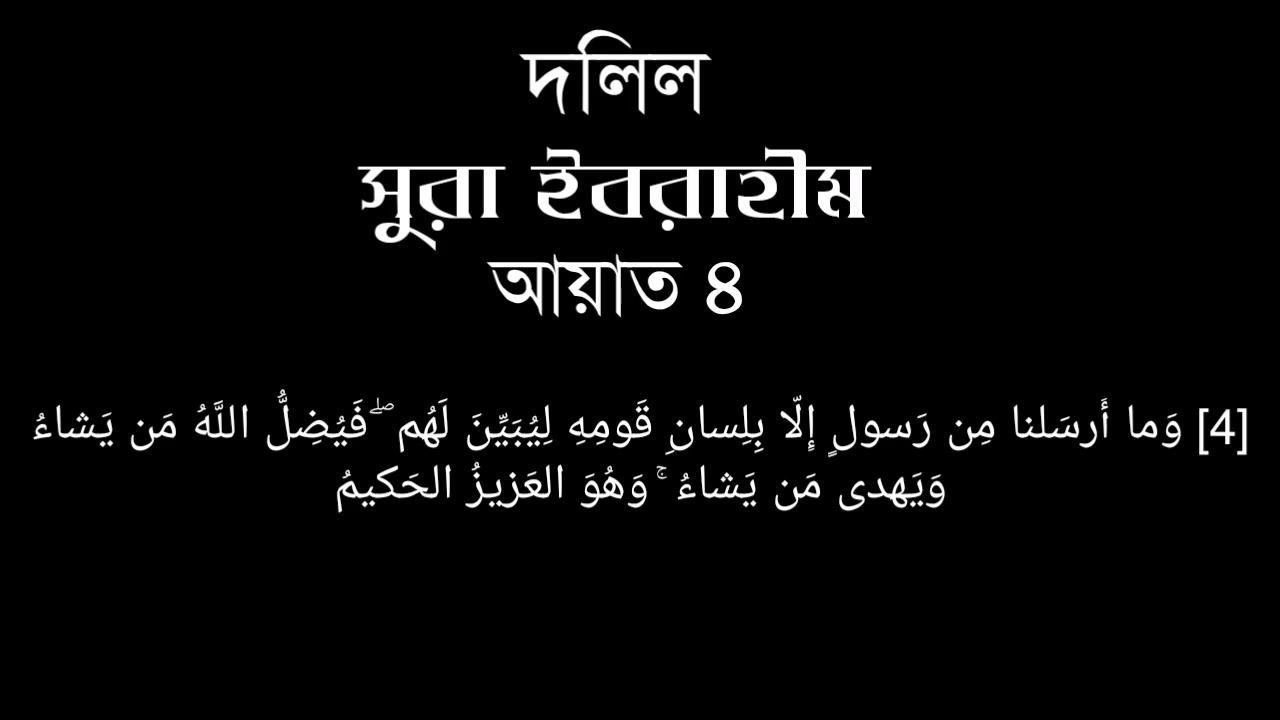 দলিল
সুরা ইবরাহীম
আয়াত ৪
[4] وَما أَرسَلنا مِن رَسولٍ إِلّا بِلِسانِ قَومِهِ لِيُبَيِّنَ لَهُم ۖ فَيُضِلُّ اللَّهُ مَن يَشاءُ
وَيَهدى مَن يَشاءُ ۚ وَهُوَ العَزيزُ الحَكيمُ